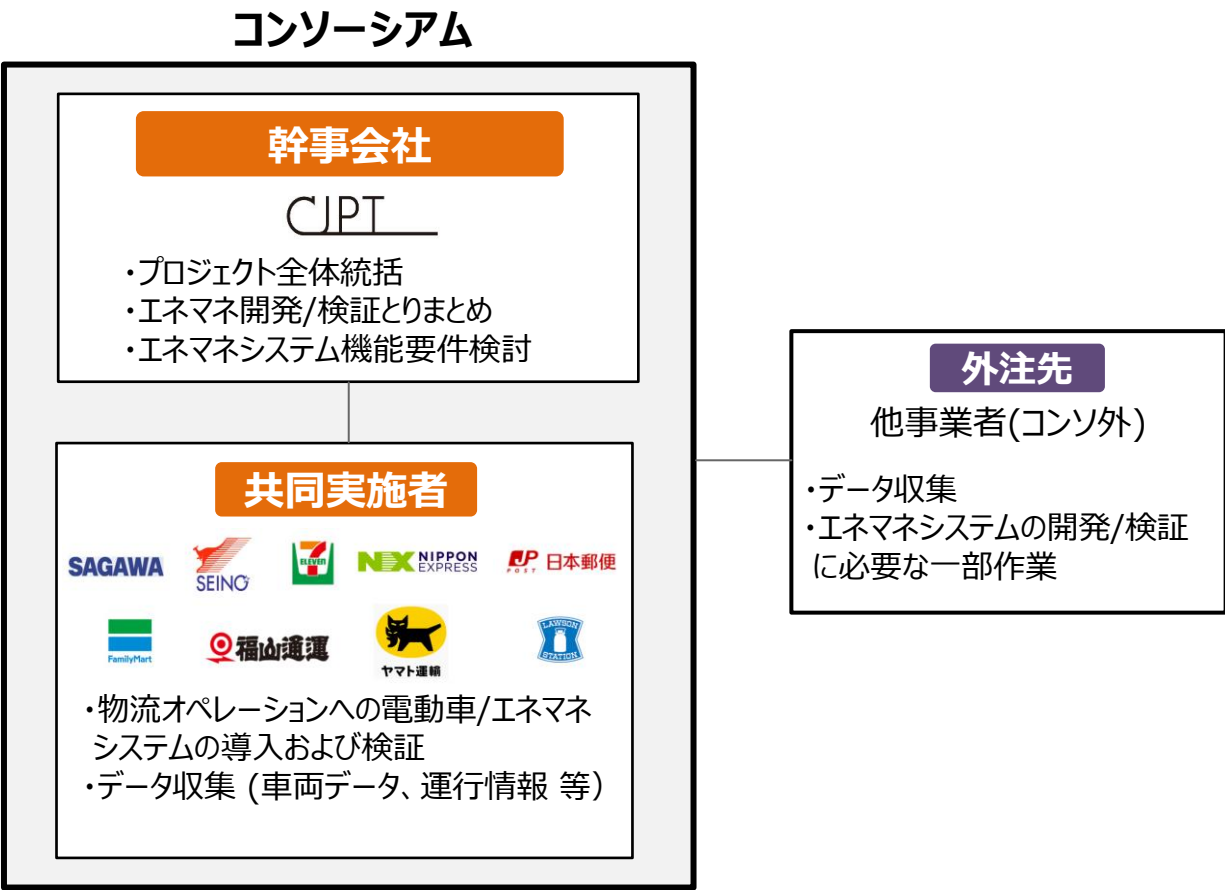 コンソーシアム
幹事会社
CJPT
・プロジェクト全体統括
・エネマネ開発/検証とりまとめ
・エネマネシステム機能要件検討
共同実施者
SAGAWA
SEINO
ELEVEN
NX NIPPON EXPRESS
JP POST 日本郵便
FamilyMart
福山通運
ヤマト運輸
LAWSON STATION
・物流オペレーションへの電動車/エネマネ
システムの導入および検証
・データ収集 (車両データ、運行情報 等）
外注先
他事業者(コンソ外)
・データ収集
・エネマネシステムの開発/検証
に必要な一部作業